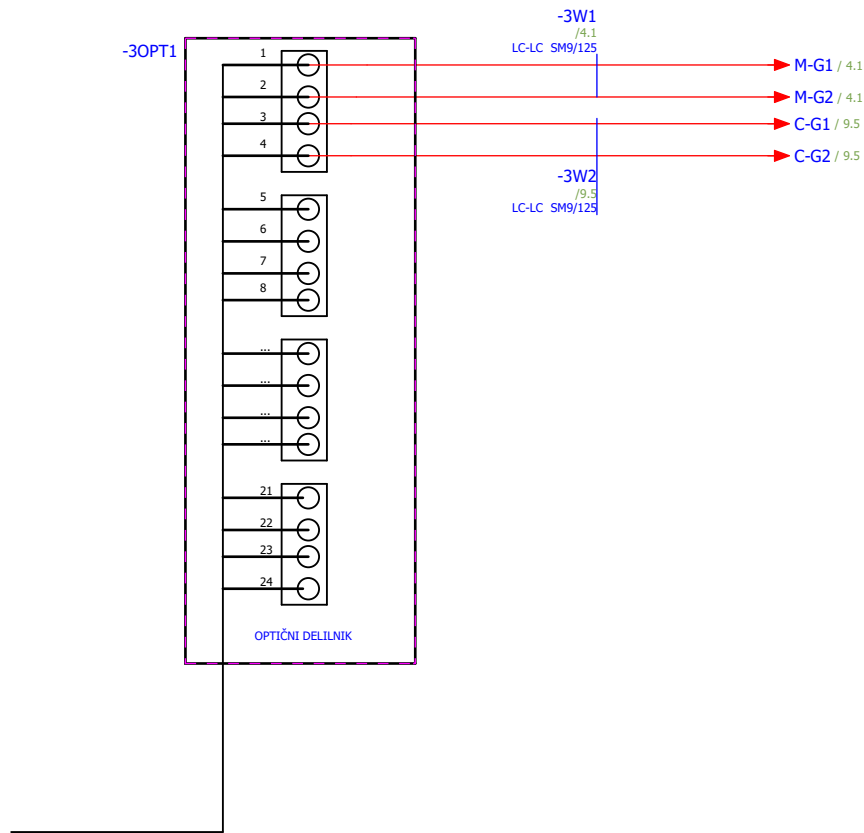 -3W1
/4.1
LC-LC SM9/125
-3OPT1
1
M-G1 / 4.1
2
M-G2 / 4.1
3
C-G1 / 9.5
4
C-G2 / 9.5
-3W2
/9.5
LC-LC SM9/125
5
6
7
8
...
...
...
...
21
22
23
24
OPTIČNI DELILNIK